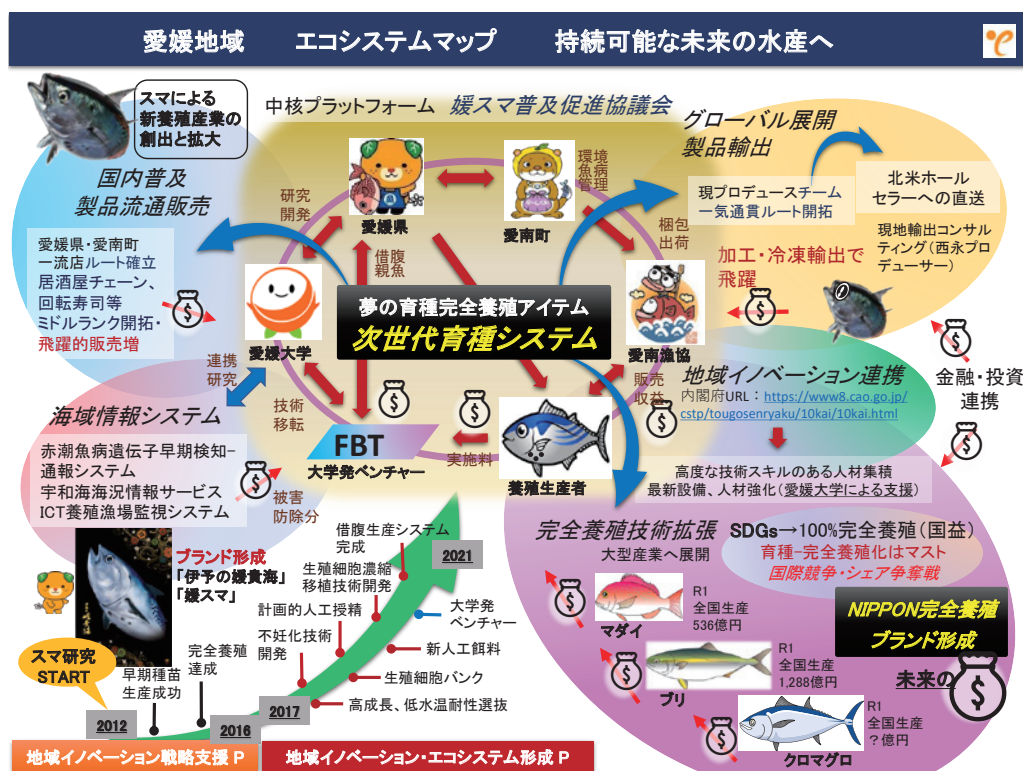 愛媛地域 エコシステムマップ 持続可能な未来の水産へ
スマによる
新養殖産業の
創出と拡大
中核プラットフォーム 媛スマ普及促進協議会
グローバル展開
製品輸出
国内普及
製品流通販売
愛媛県・愛南町
一流店ルート確立
居酒屋チェーン、
回転寿司等
ミドルランク開拓・
飛躍的販売増
研究
開発
愛媛県
愛南町
環境
魚病
管理
借腹
親魚
梱包
出荷
現プロデュースチーム
一気通貫ルート開拓
北米ホール
セラーへの直送
現地輸出コンサル
ティング(西永プロ
デューサー)
加工・冷凍輸出で
飛躍
夢の育種完全養殖アイテム
次世代育種システム
愛媛大学
愛南漁協
連携
研究
技術
移転
FBT
大学発ベンチャー
実施料
養殖生産者
販売
収益
地域イノベーション連携
内閣府URL：https://www8.cao.go.jp/
cstp/tougosenryaku/10kai/10kai.html
金融・投資
連携
高度な技術スキルのある人材集積
最新設備、人材強化(愛媛大学による支援)
海域情報システム
赤潮魚病遺伝子早期検知−
通報システム
宇和海海況情報サービス
ICT養殖漁場監視システム
被害
防除分
完全養殖技術拡張
大型産業へ展開
SDGs→100%完全養殖(国益)
育種−完全養殖化はマスト
国際競争・シェア争奪戦
マダイ
R1
全国生産
536億円
ブリ
R1
全国生産
1,288億円
クロマグロ
R1
全国生産
？億円
NIPPON完全養殖
ブランド形成
未来の
ブランド形成
「伊予の媛貴海」
「媛スマ」
スマ研究
START
2012
早期種苗
生産成功
完全養殖
達成
2016
2017
不妊化技術
開発
計画的人工授精
生殖細胞濃縮
移植技術開発
借腹生産システム
完成
2021
大学発
ベンチャー
新人工餌料
生殖細胞バンク
高成長、低水温耐性選抜
地域イノベーション戦略支援 P
地域イノベーション・エコシステム形成 P